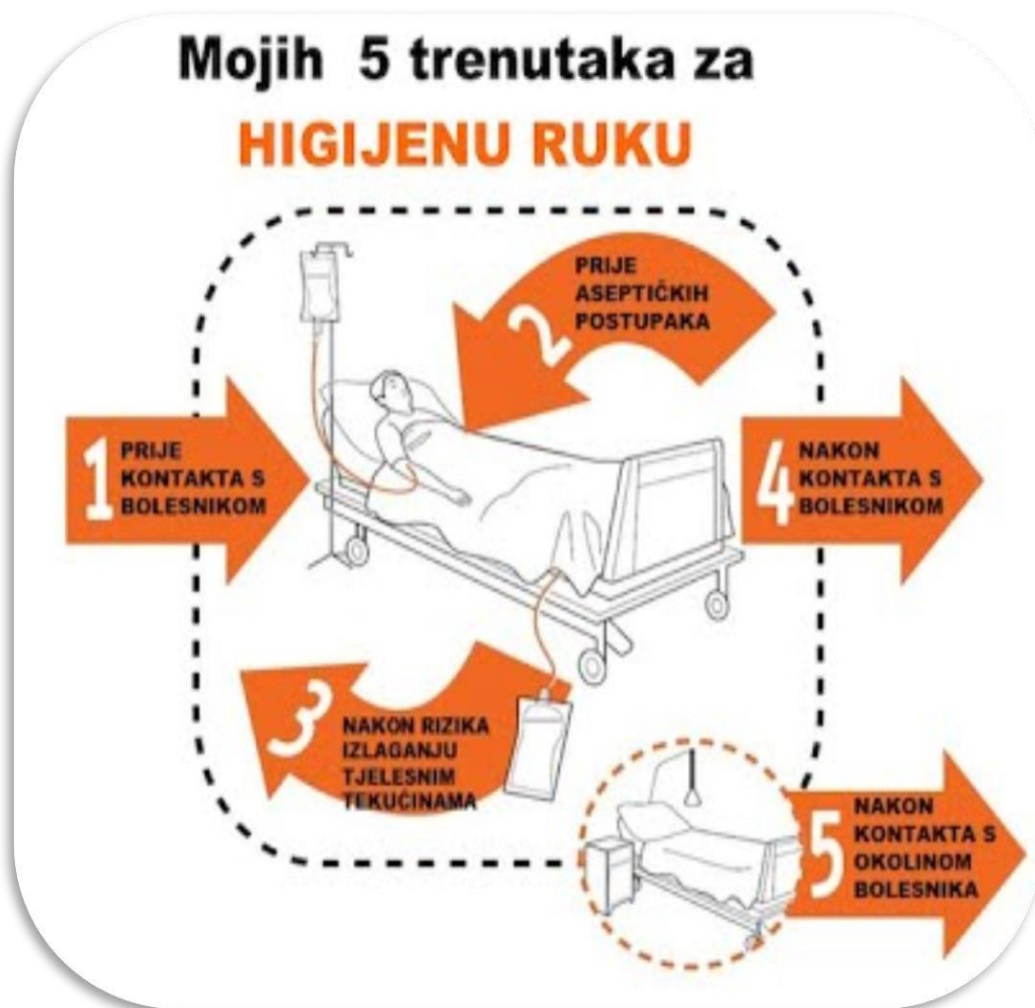 Mojih 5 trenutaka za
HIGIJENU RUKU
1
PRIJE
KONTAKTA S
BOLESNIKOM
2
PRIJE
ASEPTIČKIH
POSTUPAKA
3
NAKON RIZIKA
IZLAGANJU
TJELESNIM
TEKUĆINAMA
4
NAKON
KONTAKTA S
BOLESNIKOM
5
NAKON
KONTAKTA S
OKOLINOM
BOLESNIKA